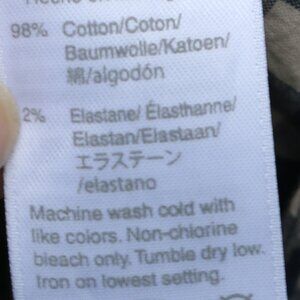 98% Cotton/Coton/
Baumwolle/Katoen/
綿/algodón
2% Elastane/Élasthanne/
Elastan/Elastaan/
エラステーン
/elastano
Machine wash cold with
like colors. Non-chlorine
bleach only. Tumble dry low.
Iron on lowest setting.